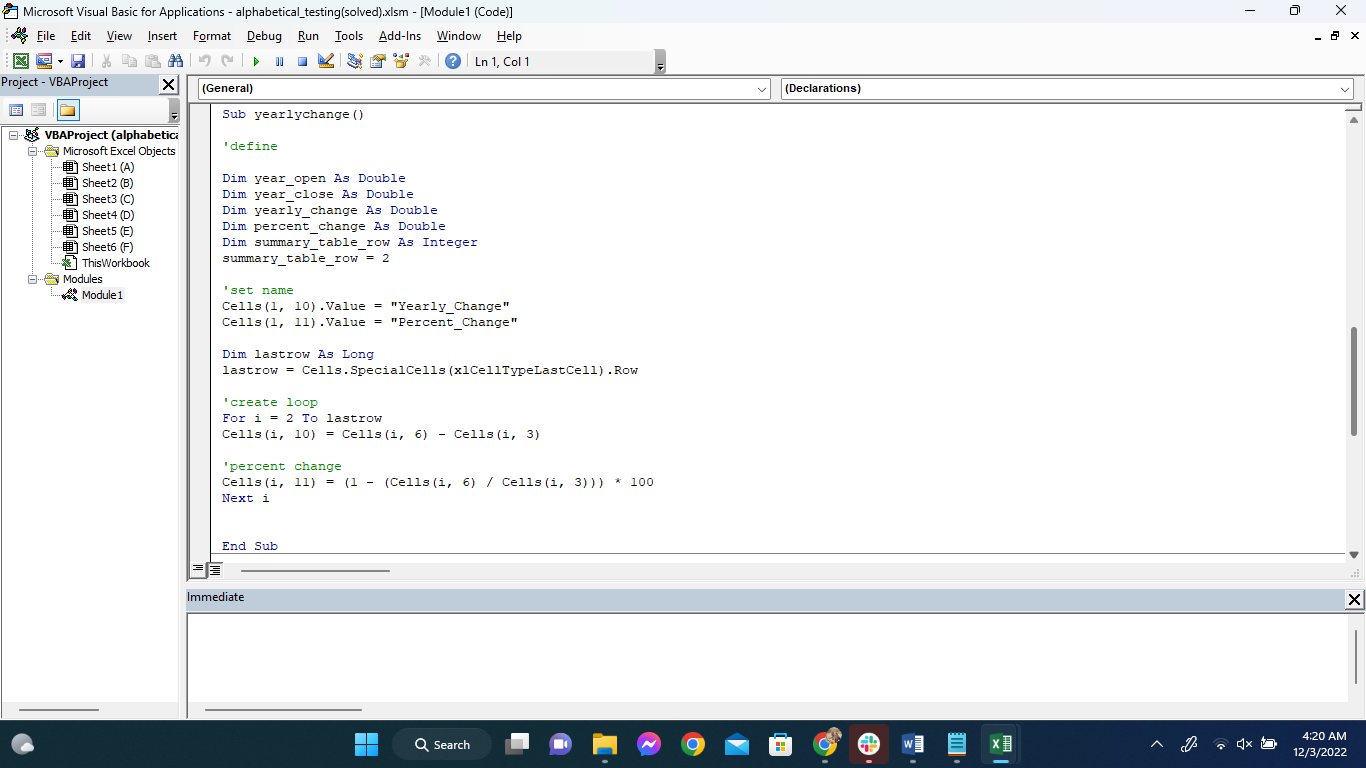 Microsoft Visual Basic for Applications - alphabetical_testing(solved).xlsm - [Module1 (Code)]
File Edit View Insert Format Debug Run Tools Add-Ins Window Help
Ln 1, Col 1
Project - VBAProject
(General)
(Declarations)
VBAProject (alphabetica
Microsoft Excel Objects
Sheet1 (A)
Sheet2 (B)
Sheet3 (C)
Sheet4 (D)
Sheet5 (E)
Sheet6 (F)
ThisWorkbook
Modules
Module1
Sub yearlychange()
'define
Dim year_open As Double
Dim year_close As Double
Dim yearly_change As Double
Dim percent_change As Double
Dim summary_table_row As Integer
summary_table_row = 2
'set name
Cells(1, 10).Value = "Yearly_Change"
Cells(1, 11).Value = "Percent_Change"
Dim lastrow As Long
lastrow = Cells.SpecialCells(xlCellTypeLastCell).Row
'create loop
For i = 2 To lastrow
Cells(i, 10) = Cells(i, 6) - Cells(i, 3)
'percent change
Cells(i, 11) = (1 - (Cells(i, 6) / Cells(i, 3))) * 100
Next i
End Sub
Immediate
Search
4:20 AM
12/3/2022